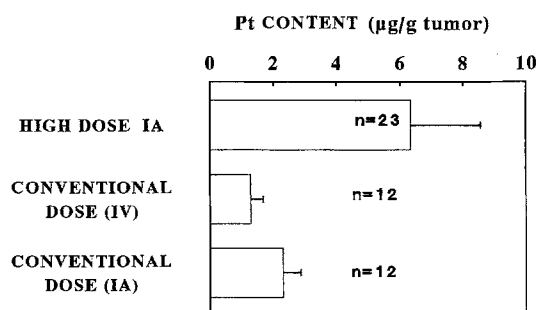 Pt CONTENT (µg/g tumor)
0 2 4 6 8 10
HIGH DOSE IA
n=23
CONVENTIONAL
DOSE (IV)
n=12
CONVENTIONAL
DOSE (IA)
n=12